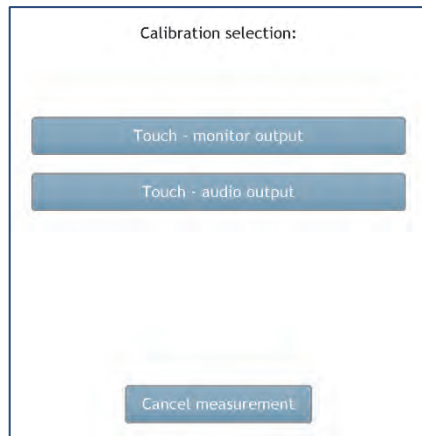 Calibration selection:
Touch - monitor output
Touch - audio output
Cancel measurement